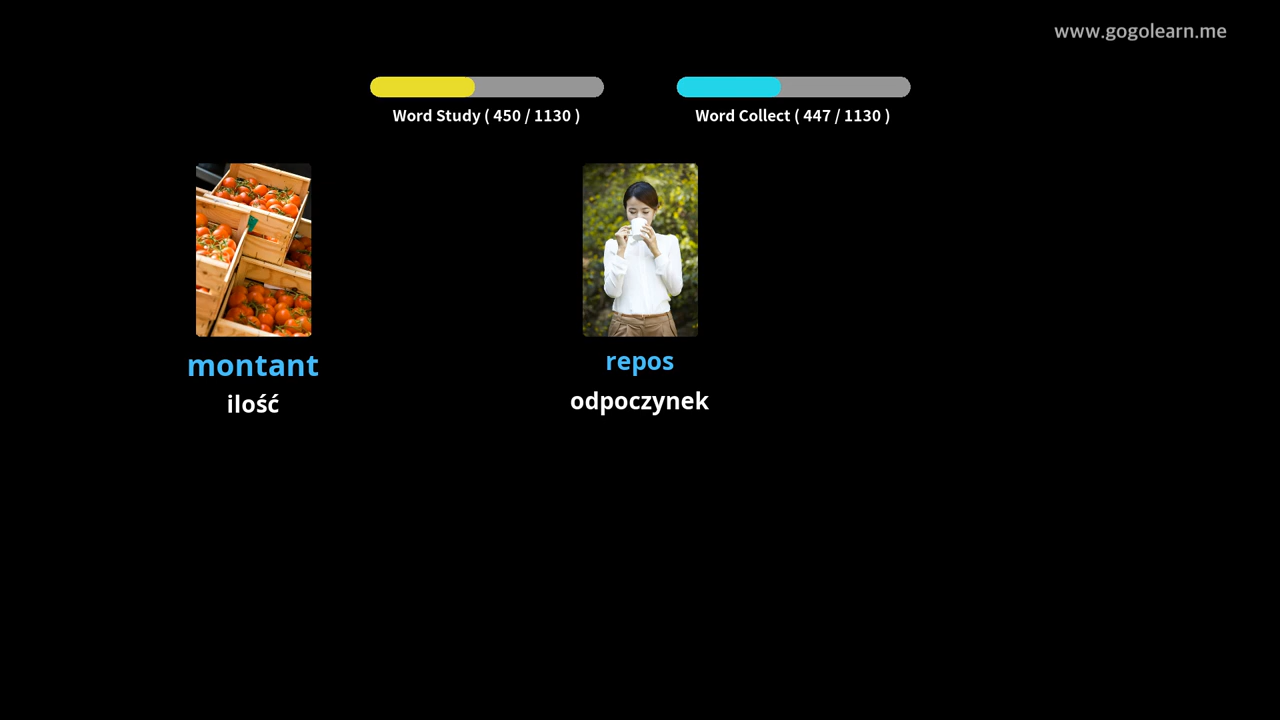 www.gogolearn.me
Word Study ( 450 / 1130 )
Word Collect ( 447 / 1130 )
montant
ilość
repos
odpoczynek